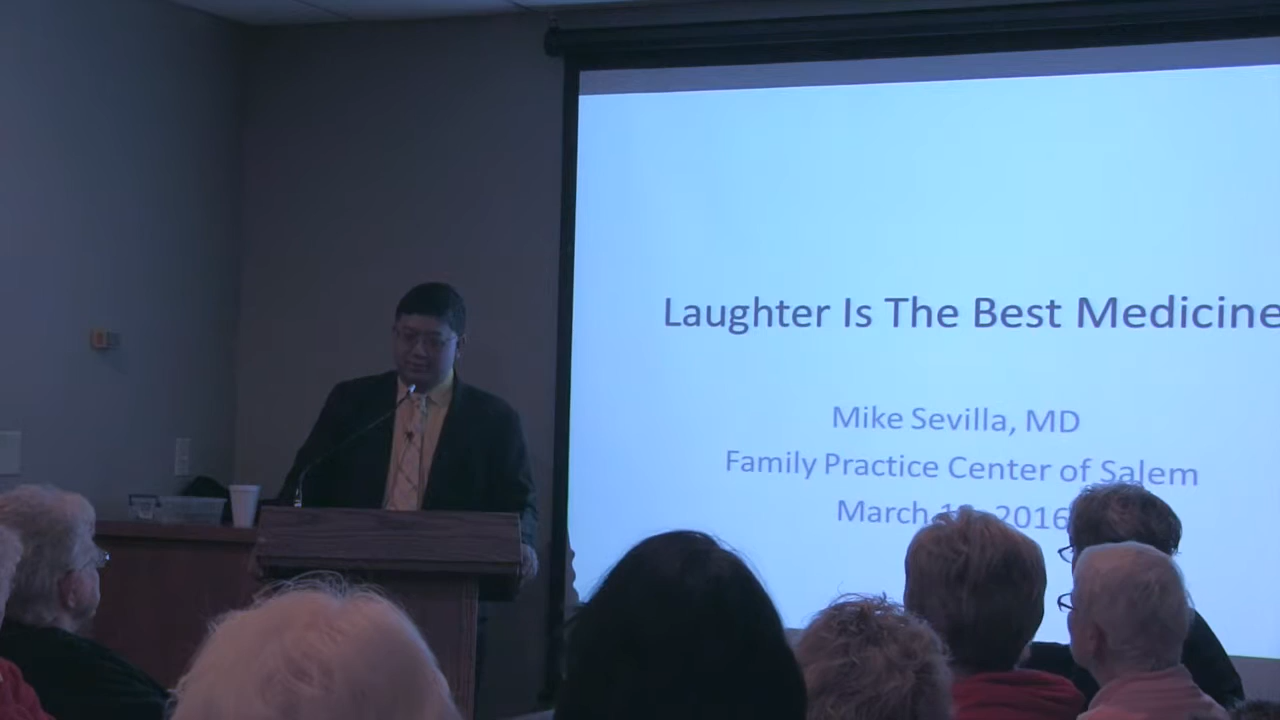 Laughter Is The Best Medicine
Mike Sevilla, MD
Family Practice Center of Salem
March 2016